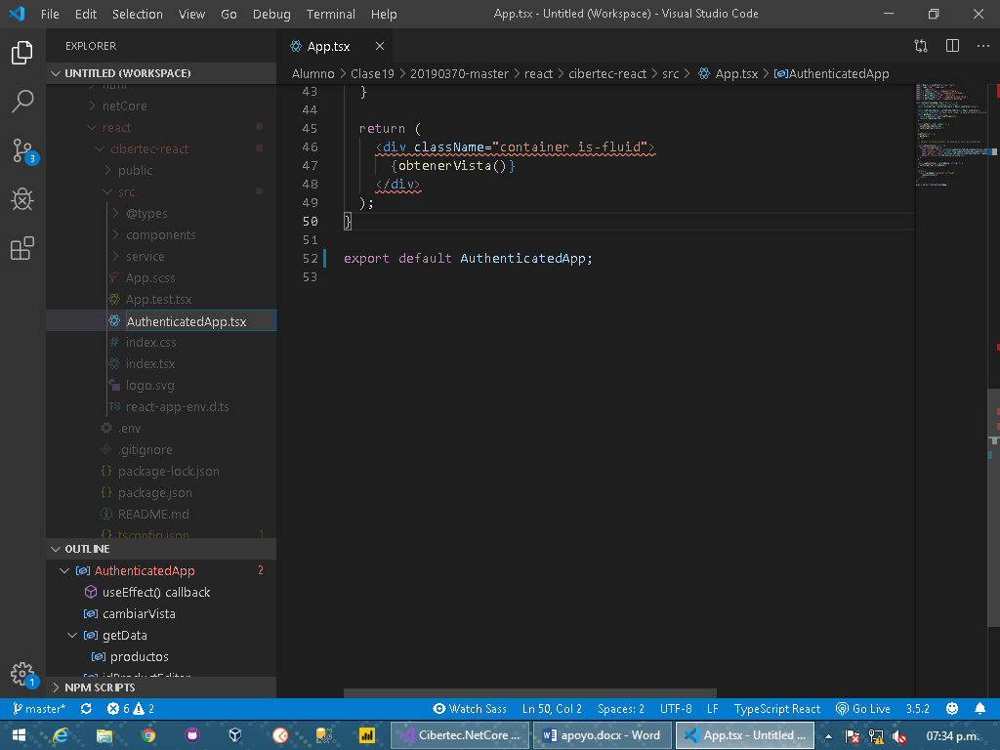 File Edit Selection View Go Debug Terminal Help App.tsx - Untitled (Workspace) - Visual Studio Code
EXPLORER
App.tsx
UNTITLED (WORKSPACE)
Alumno > Clase19 > 20190370-master > react > cibertec-react > src > App.tsx > AuthenticatedApp
html
netCore
react
cibertec-react
public
src
@types
components
service
App.scss
App.test.tsx
AuthenticatedApp.tsx
index.css
index.tsx
logo.svg
TS react-app-env.d.ts
.env
.gitignore
{} package-lock.json
{} package.json
README.md
{} tsconfig.json 1
43 }
44
45 return (
46 <div className="container is-fluid">
47 {obtenerVista()}
48 </div>
49 );
50 }
51
52 export default AuthenticatedApp;
53
OUTLINE
AuthenticatedApp 2
useEffect() callback
cambiarVista
getData
productos
idProductEditor
NPM SCRIPTS
3
1
master* 6 2 Watch Sass Ln 50, Col 2 Spaces: 2 UTF-8 LF TypeScript React Go Live 3.5.2
Cibertec.NetCore ... apoyo.docx - Word App.tsx - Untitled ... 07:34 p.m.